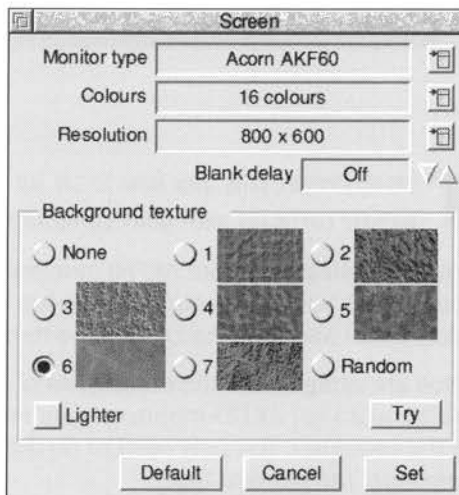 Screen
Monitor type Acorn AKF60
Colours 16 colours
Resolution 800 x 600
Blank delay Off
Background texture
None 1 2
3 4 5
6 7 Random
Lighter Try
Default Cancel Set